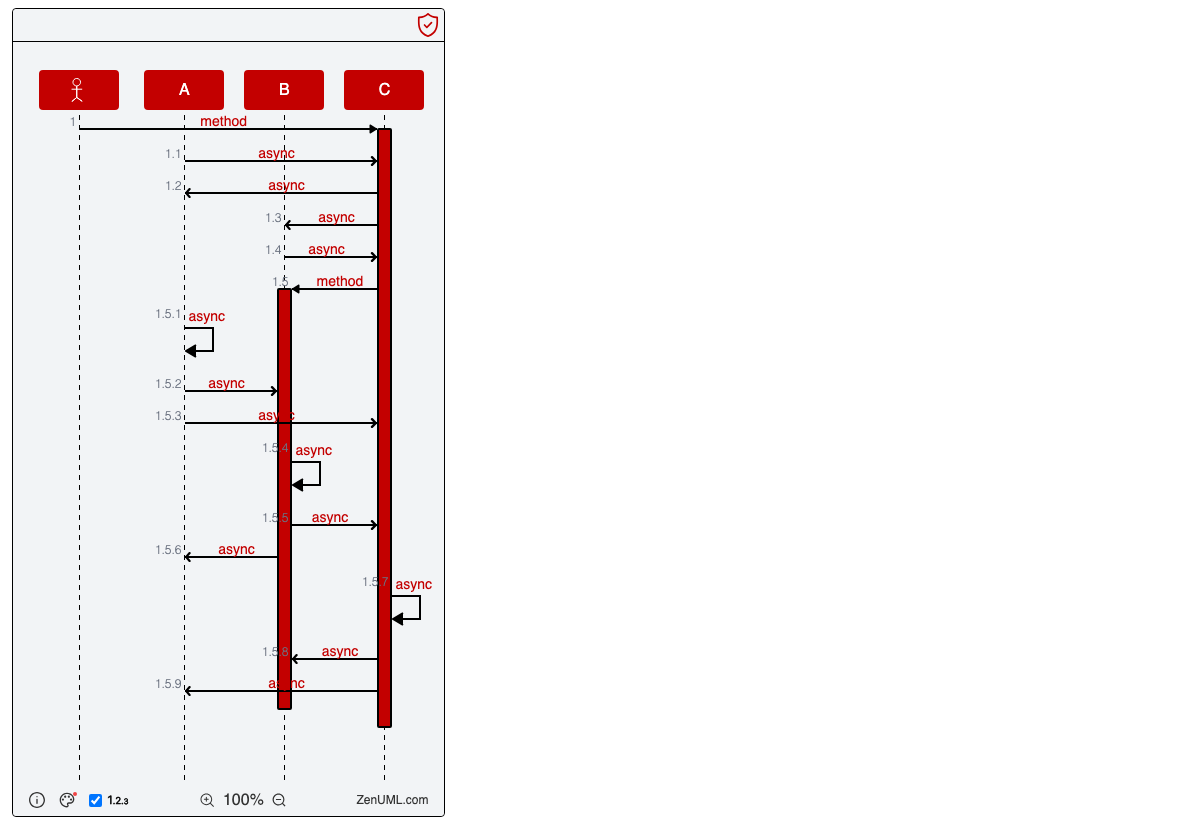 A B C
1 method
1.1 async
1.2 async
1.3 async
1.4 async
1.5 method
1.5.1 async
1.5.2 async
1.5.3 async
1.5.4 async
1.5.5 async
1.5.6 async
1.5.7 async
1.5.8 async
1.5.9 async
1.2.3 100% ZenUML.com